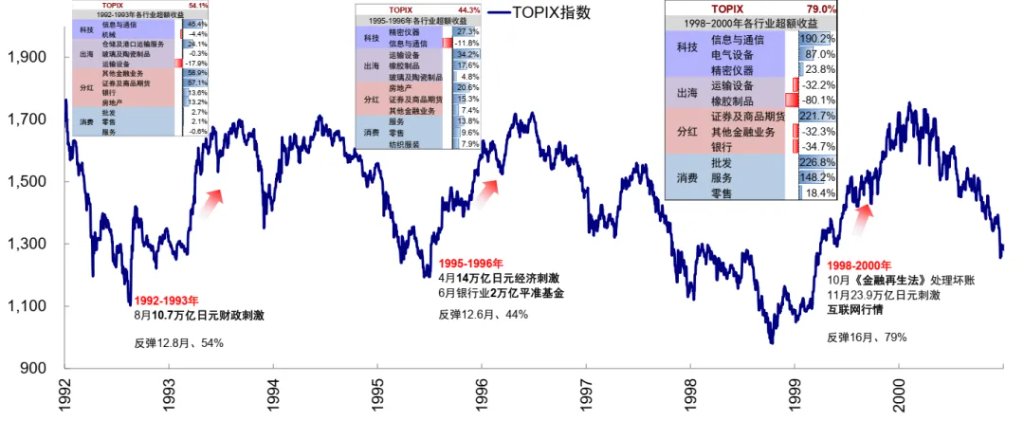 TOPIX 54.1%
1992-1993年各行业超额收益
科技 信息与通信 45.4%
机械 -4.4%
出海 仓储及港口运输服务 24.1%
玻璃及陶瓷制品 -0.3%
运输设备 -17.9%
分红 其他金融业务 58.9%
证券及商品期货 57.1%
银行 13.6%
房地产 13.2%
消费 批发 2.7%
零售 2.1%
服务 -0.6%
TOPIX 44.3%
1995-1996年各行业超额收益
科技 精密仪器 27.3%
信息与通信 -11.8%
出海 运输设备 34.2%
橡胶制品 17.6%
玻璃及陶瓷制品 4.8%
分红 房地产 20.6%
证券及商品期货 15.3%
其他金融业务 7.4%
消费 服务 13.8%
零售 9.6%
纺织服装 7.9%
TOPIX指数
TOPIX 79.0%
1998-2000年各行业超额收益
科技 信息与通信 190.2%
电气设备 87.0%
精密仪器 23.8%
出海 运输设备 -32.2%
橡胶制品 -80.1%
分红 证券及商品期货 221.7%
其他金融业务 -32.3%
银行 -34.7%
消费 批发 226.8%
服务 148.2%
零售 18.4%
1,900
1,700
1,500
1,300
1,100
900
1992-1993年
8月10.7万亿日元财政刺激
反弹12.8月、54%
1995-1996年
4月14万亿日元经济刺激
6月银行业2万亿平准基金
反弹12.6月、44%
1998-2000年
10月《金融再生法》处理坏账
11月23.9万亿日元刺激
互联网行情
反弹16月、79%
1992
1993
1994
1995
1996
1997
1998
1999
2000